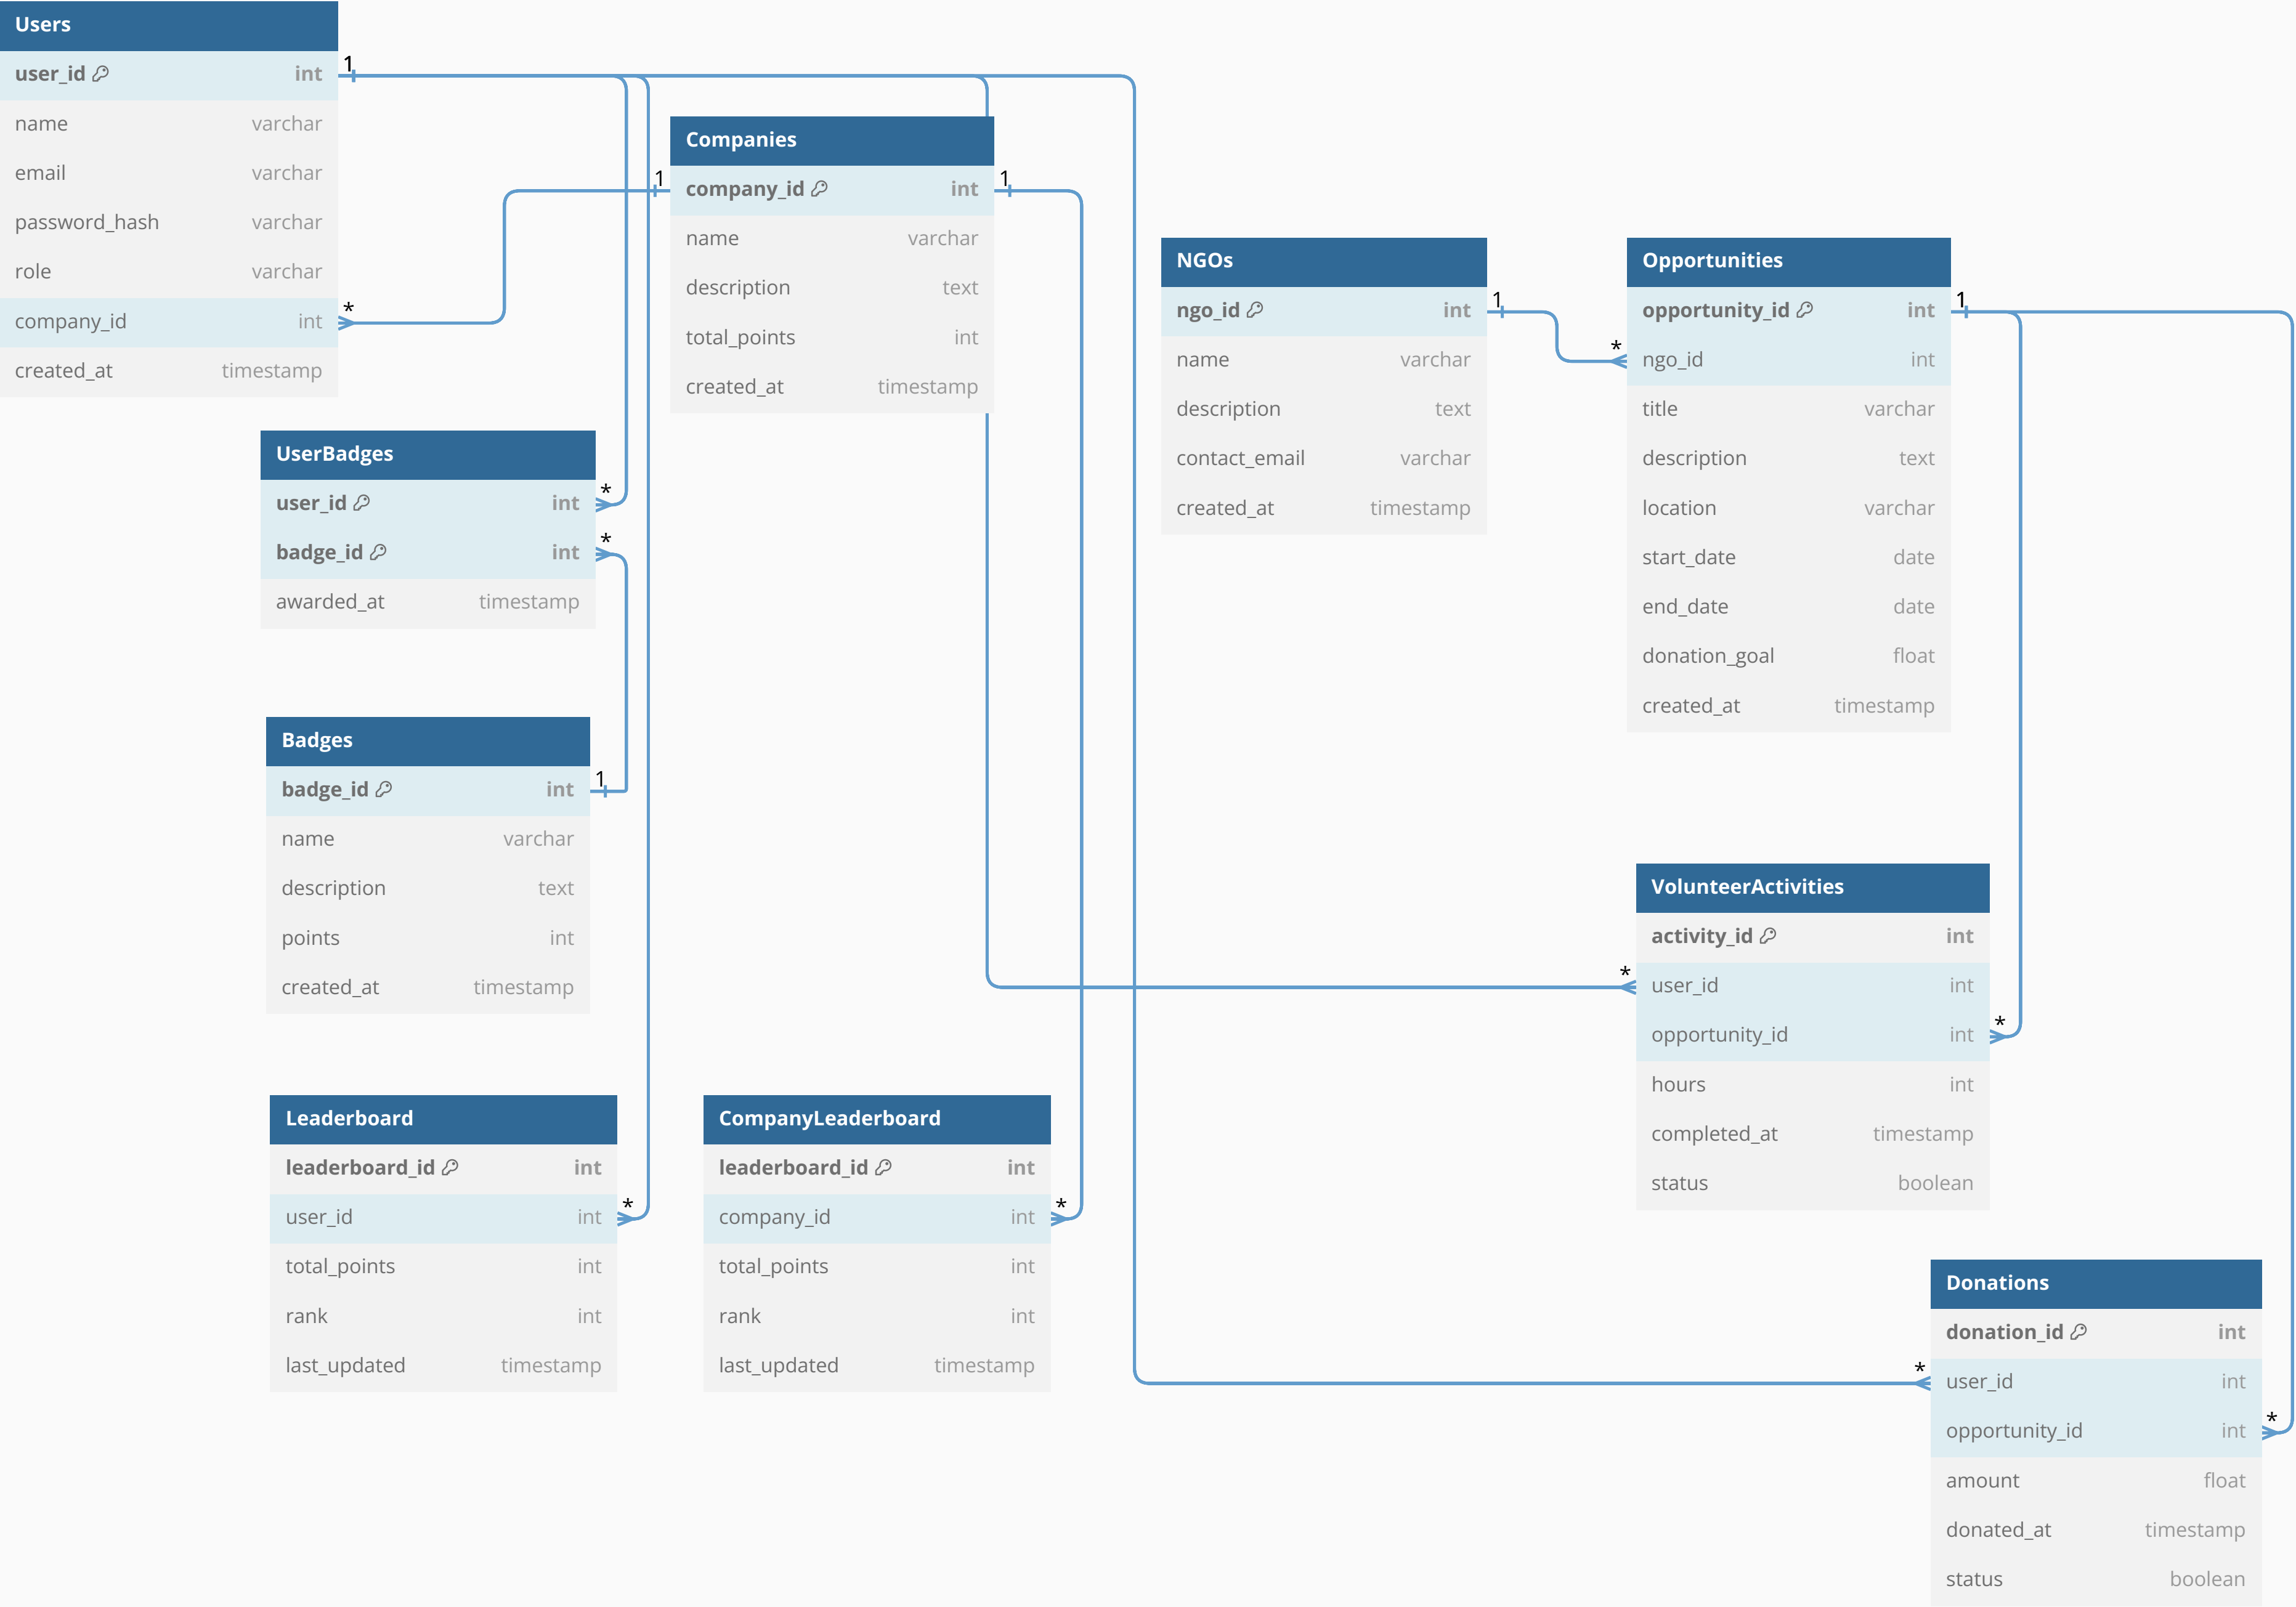 Users
user_id int
name varchar
email varchar
password_hash varchar
role varchar
company_id int
created_at timestamp
1
*
Companies
company_id int
name varchar
description text
total_points int
created_at timestamp
1
1
NGOs
ngo_id int
name varchar
description text
contact_email varchar
created_at timestamp
1
*
Opportunities
opportunity_id int
ngo_id int
title varchar
description text
location varchar
start_date date
end_date date
donation_goal float
created_at timestamp
1
UserBadges
user_id int
badge_id int
awarded_at timestamp
*
*
Badges
badge_id int
name varchar
description text
points int
created_at timestamp
1
VolunteerActivities
activity_id int
user_id int
opportunity_id int
hours int
completed_at timestamp
status boolean
*
*
Leaderboard
leaderboard_id int
user_id int
total_points int
rank int
last_updated timestamp
*
CompanyLeaderboard
leaderboard_id int
company_id int
total_points int
rank int
last_updated timestamp
*
Donations
donation_id int
user_id int
opportunity_id int
amount float
donated_at timestamp
status boolean
*
*